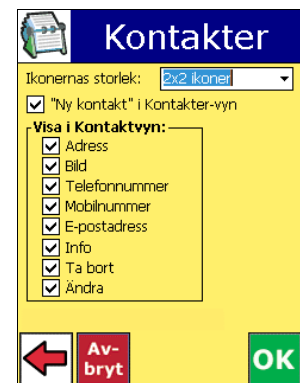 Kontakter
Ikonernas storlek: 2x2 ikoner
"Ny kontakt" i Kontakter-vyn
Visa i Kontaktvyn:
Adress
Bild
Telefonnummer
Mobilnummer
E-postadress
Info
Ta bort
Ändra
Av-
bryt
OK